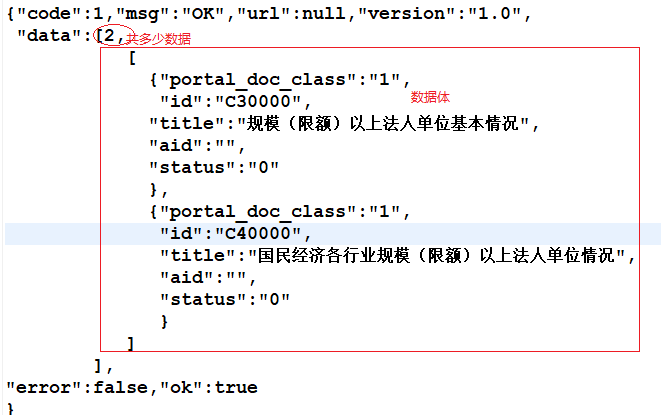 {"code":1,"msg":"OK","url":null,"version":"1.0",
"data":[2,共多少数据
[
{"portal_doc_class":"1",
"id":"C30000", 数据体
"title":"规模（限额）以上法人单位基本情况",
"aid":"",
"status":"0"
},
{"portal_doc_class":"1",
"id":"C40000",
"title":"国民经济各行业规模（限额）以上法人单位情况",
"aid":"",
"status":"0"
}
]
],
"error":false,"ok":true
}